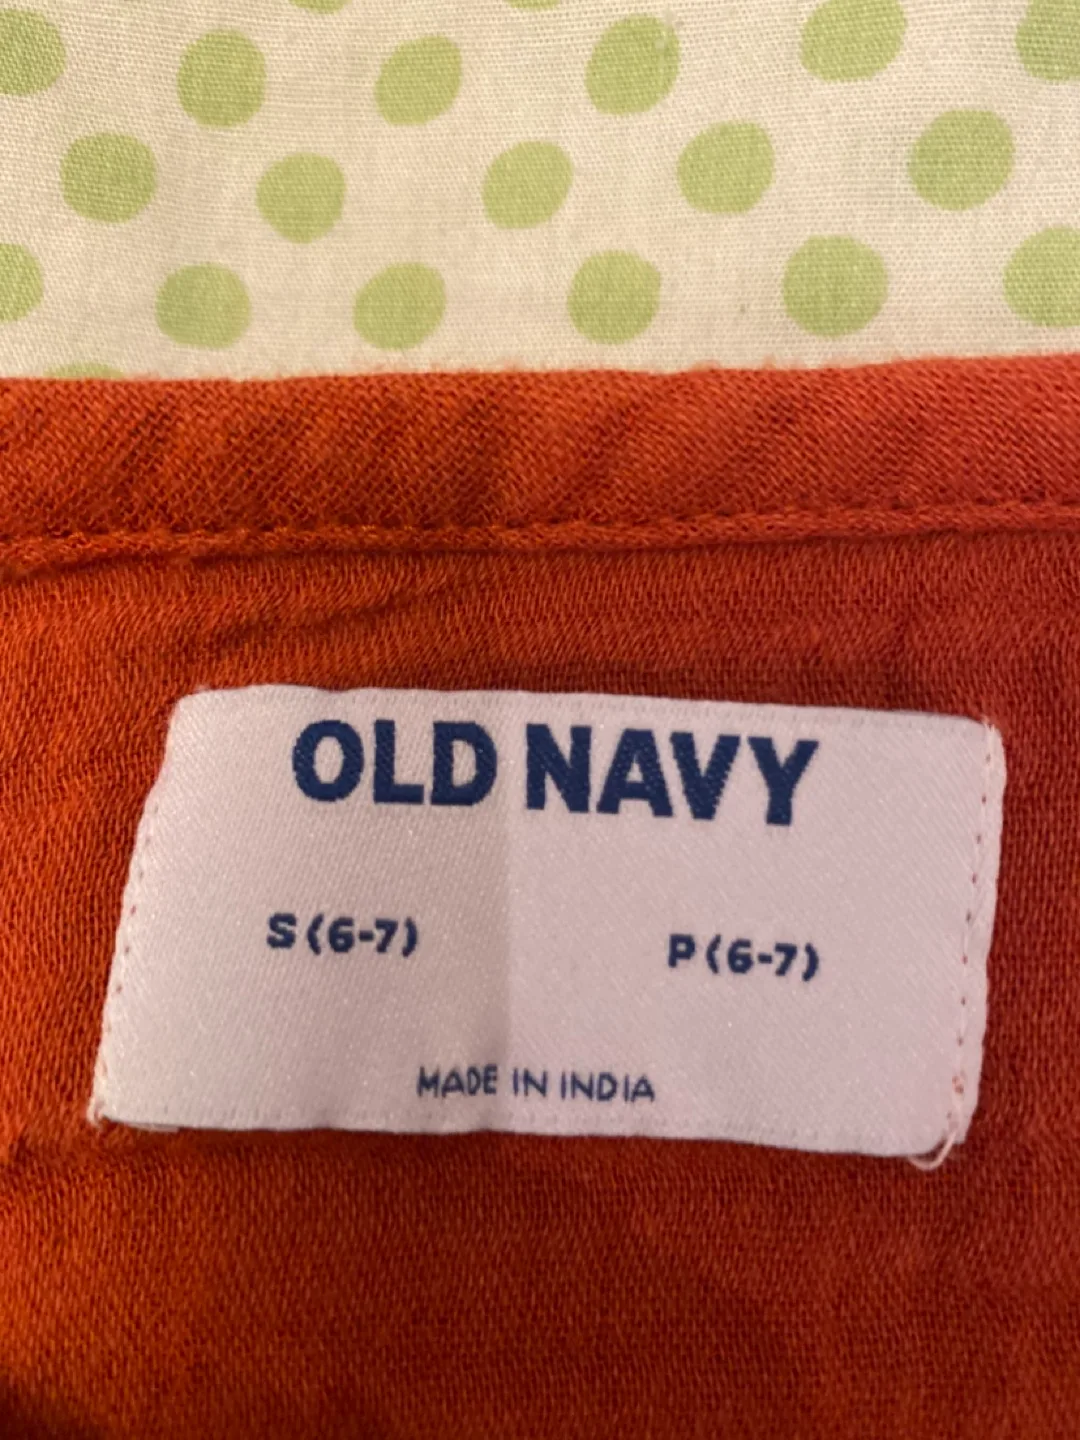 OLD NAVY
S (6-7) P (6-7)
MADE IN INDIA